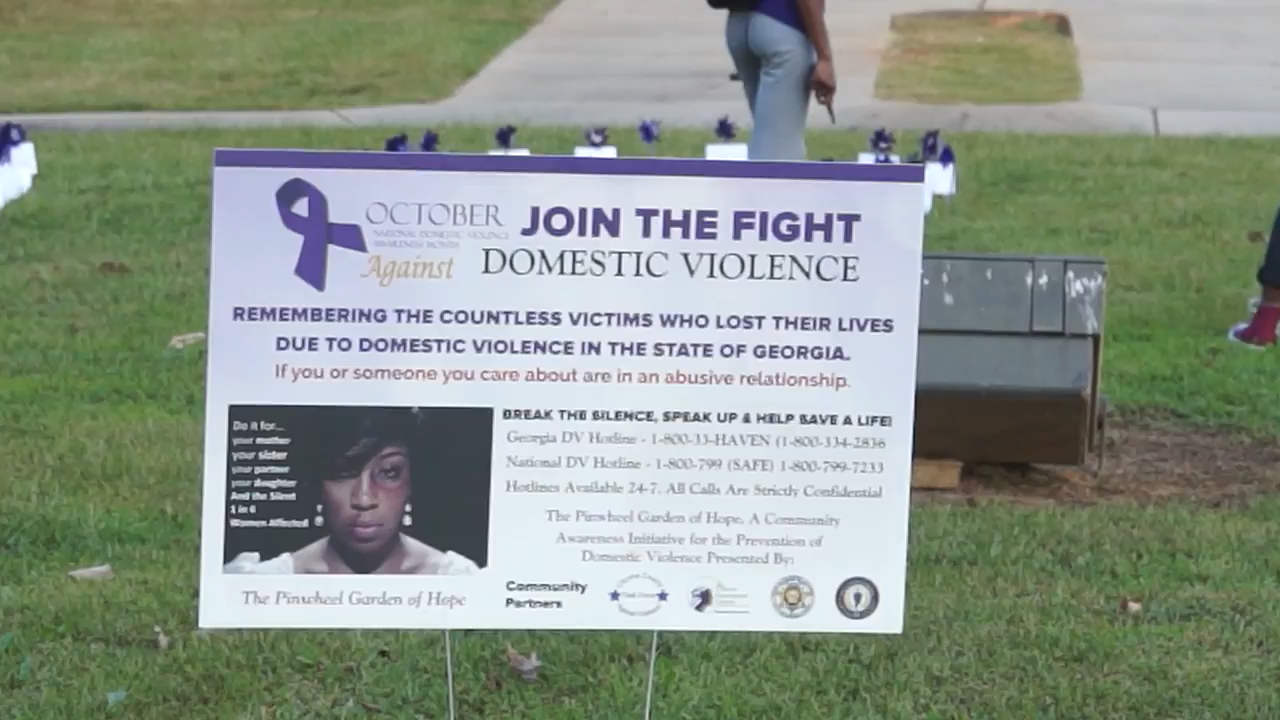 OCTOBER
NATIONAL DOMESTIC VIOLENCE
AWARENESS MONTH
JOIN THE FIGHT
Against DOMESTIC VIOLENCE
REMEMBERING THE COUNTLESS VICTIMS WHO LOST THEIR LIVES
DUE TO DOMESTIC VIOLENCE IN THE STATE OF GEORGIA.
If you or someone you care about are in an abusive relationship.
Do it for...
your mother
your sister
your partner
your daughter
And the Silent
1 in 4
Women Affected
BREAK THE SILENCE, SPEAK UP & HELP SAVE A LIFE!
Georgia DV Hotline - 1-800-33-HAVEN (1-800-334-2836
National DV Hotline - 1-800-799 (SAFE) 1-800-799-7233
Hotlines Available 24-7. All Calls Are Strictly Confidential
The Pinwheel Garden of Hope, A Community
Awareness Initiative for the Prevention of
Domestic Violence Presented By:
The Pinwheel Garden of Hope
Community
Partners